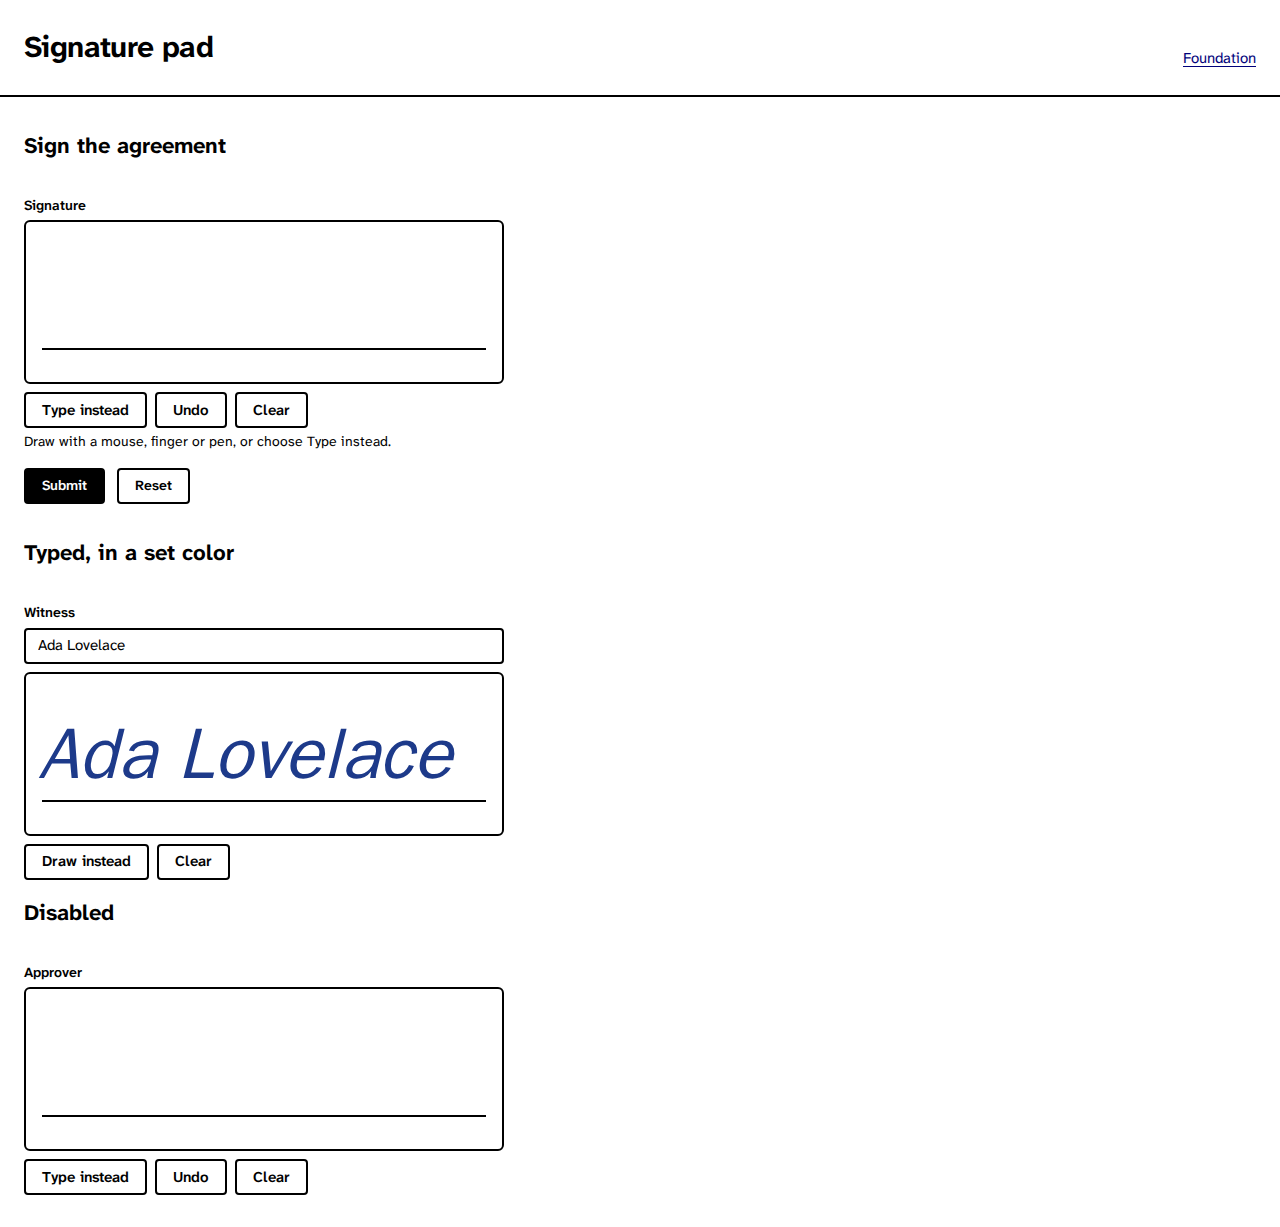 Signature pad
Foundation
Sign the agreement
Signature
Type instead
Undo
Clear
Draw with a mouse, finger or pen, or choose Type instead.
Submit
Reset
Typed, in a set color
Witness
Ada Lovelace
Ada Lovelace
Draw instead
Clear
Disabled
Approver
Type instead
Undo
Clear